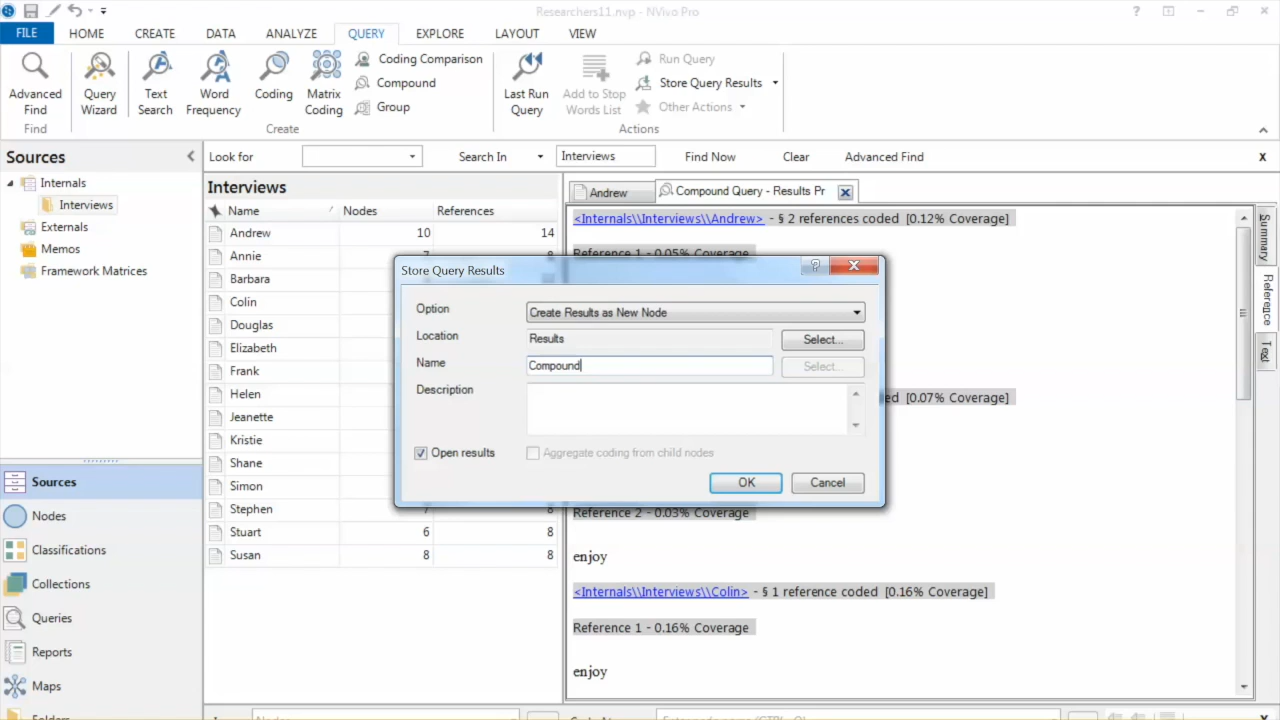 Researchers11.nvp - NVivo Pro
FILE HOME CREATE DATA ANALYZE QUERY EXPLORE LAYOUT VIEW
Advanced Find
Query Wizard
Text Search
Word Frequency
Coding
Matrix Coding
Coding Comparison
Compound
Group
Last Run Query
Add to Stop Words List
Run Query
Store Query Results
Other Actions
Find Create Actions
Sources
Look for Search In Interviews Find Now Clear Advanced Find x
Internals
Interviews
Externals
Memos
Framework Matrices
Sources
Nodes
Classifications
Collections
Queries
Reports
Maps
Interviews
Name Nodes References
Andrew 10 14
Annie
Barbara
Colin
Douglas
Elizabeth
Frank
Helen
Jeanette
Kristie
Shane
Simon
Stephen 7 8
Stuart 6 8
Susan 8 8
Andrew Compound Query - Results Pr
<Internals\\Interviews\\Andrew> - § 2 references coded [0.12% Coverage]
Reference 1 - 0.05% Coverage
[0.07% Coverage]
Reference 2 - 0.03% Coverage
enjoy
<Internals\\Interviews\\Colin> - § 1 reference coded [0.16% Coverage]
Reference 1 - 0.16% Coverage
enjoy
Summary
Reference
Store Query Results
Option Create Results as New Node
Location Results Select...
Name Compound Select...
Description
Open results Aggregate coding from child nodes
OK Cancel